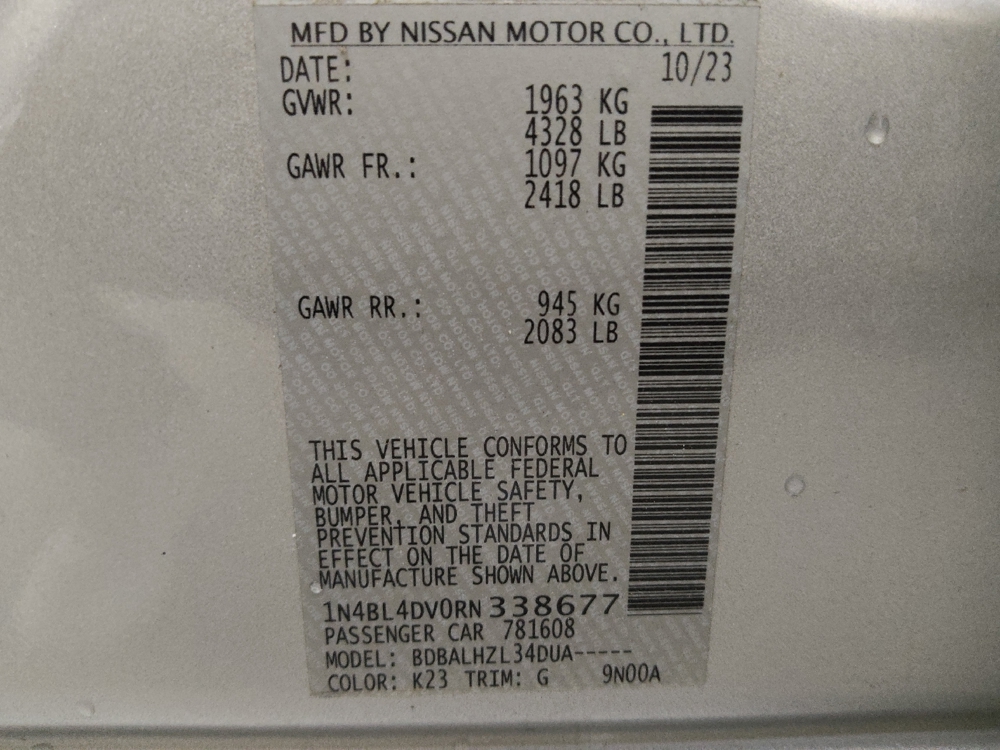 MFD BY NISSAN MOTOR CO., LTD.
DATE: 10/23
GVWR: 1963 KG
4328 LB
GAWR FR.: 1097 KG
2418 LB
GAWR RR.: 945 KG
2083 LB
THIS VEHICLE CONFORMS TO
ALL APPLICABLE FEDERAL
MOTOR VEHICLE SAFETY,
BUMPER, AND THEFT
PREVENTION STANDARDS IN
EFFECT ON THE DATE OF
MANUFACTURE SHOWN ABOVE.
1N4BL4DV0RN338677
PASSENGER CAR 781608
MODEL: BDBALHZL34DUA-----
COLOR: K23 TRIM: G 9N00A